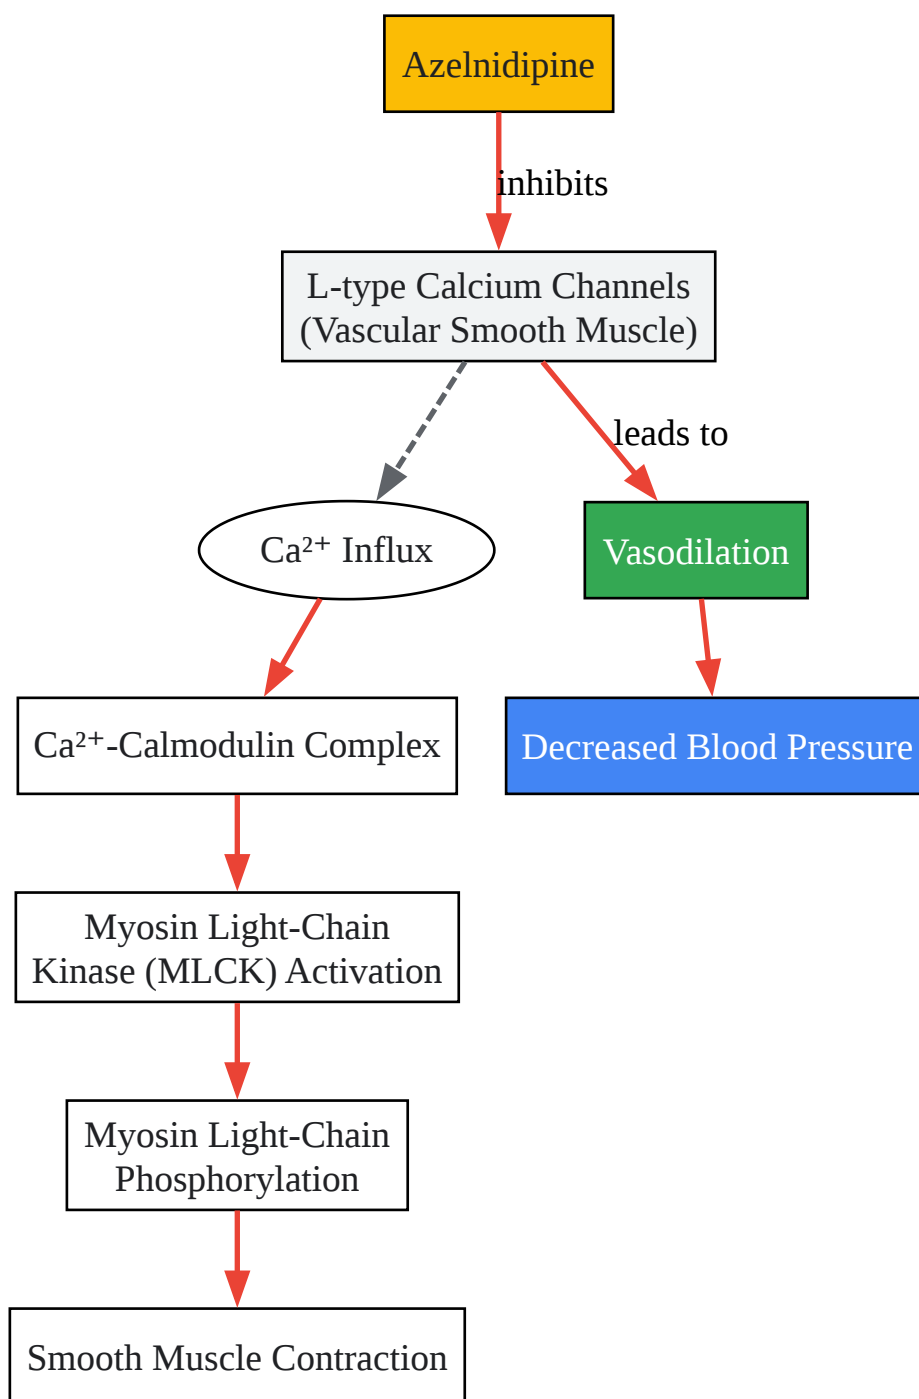 Azelnidipine
inhibits
L-type Calcium Channels
(Vascular Smooth Muscle)
leads to
Ca²⁺ Influx
Vasodilation
Ca²⁺-Calmodulin Complex
Decreased Blood Pressure
Myosin Light-Chain
Kinase (MLCK) Activation
Myosin Light-Chain
Phosphorylation
Smooth Muscle Contraction